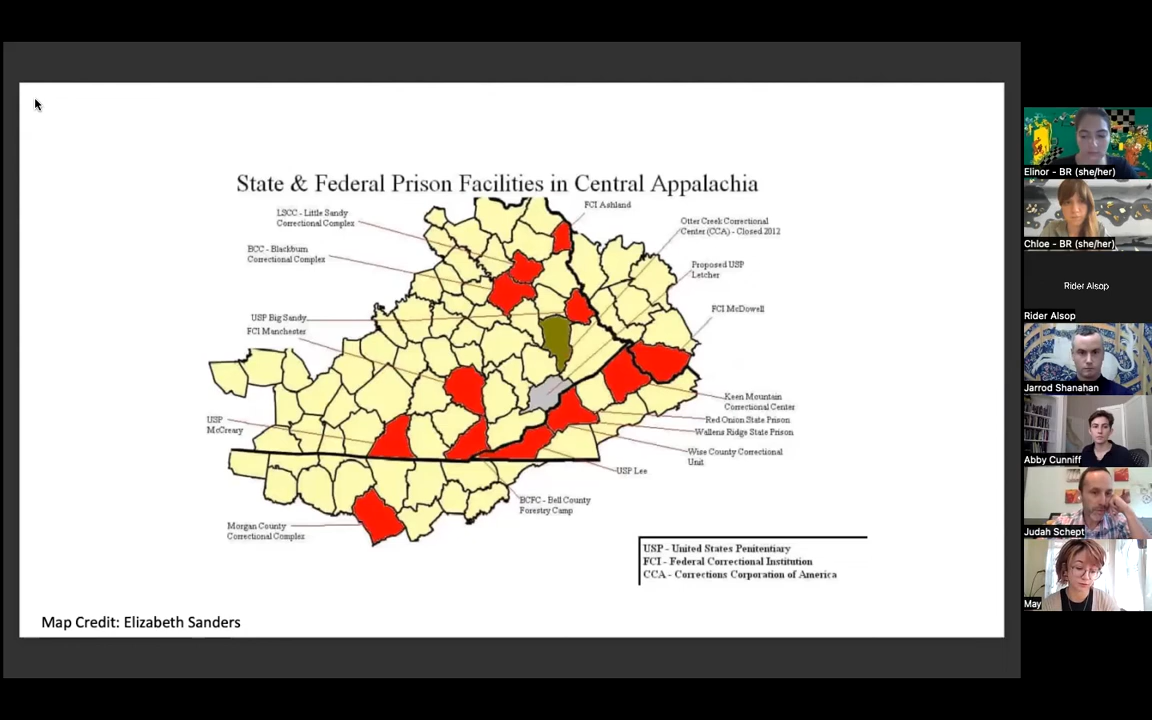 State & Federal Prison Facilities in Central Appalachia
LSCC - Little Sandy
Correctional Complex
FCI Ashland
Otter Creek Correctional
Center (CCA) - Closed 2012
BCC - Blackburn
Correctional Complex
Proposed USP
Letcher
USP Big Sandy
FCI Manchester
FCI McDowell
Keen Mountain
Correctional Center
USP
McCreary
Red Onion State Prison
Wallens Ridge State Prison
Wise County Correctional
Unit
USP Lee
BCFC - Bell County
Forestry Camp
Morgan County
Correctional Complex
USP - United States Penitentiary
FCI - Federal Correctional Institution
CCA - Corrections Corporation of America
Map Credit: Elizabeth Sanders
Elinor - BR (she/her)
Chloe - BR (she/her)
Rider Alsop
Rider Alsop
Jarrod Shanahan
Abby Cunniff
Judah Schept
May